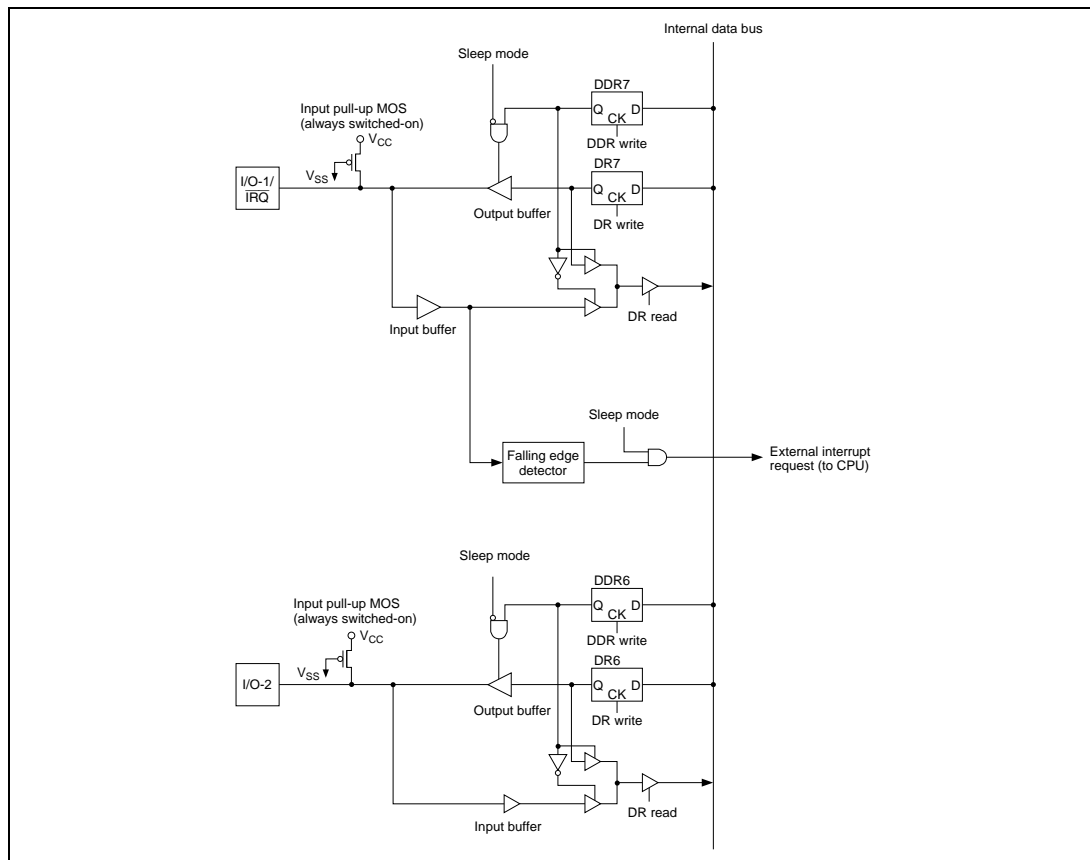 Internal data bus
Sleep mode
DDR7
Input pull-up MOS
(always switched-on)
Q D
CK
VCC
DDR write
DR7
I/O-1/
IRQ
VSS
Q D
CK
Output buffer
DR write
Input buffer
DR read
Sleep mode
Falling edge
detector
External interrupt
request (to CPU)
Sleep mode
DDR6
Input pull-up MOS
(always switched-on)
Q D
CK
VCC
DDR write
DR6
I/O-2
VSS
Q D
CK
Output buffer
DR write
Input buffer
DR read